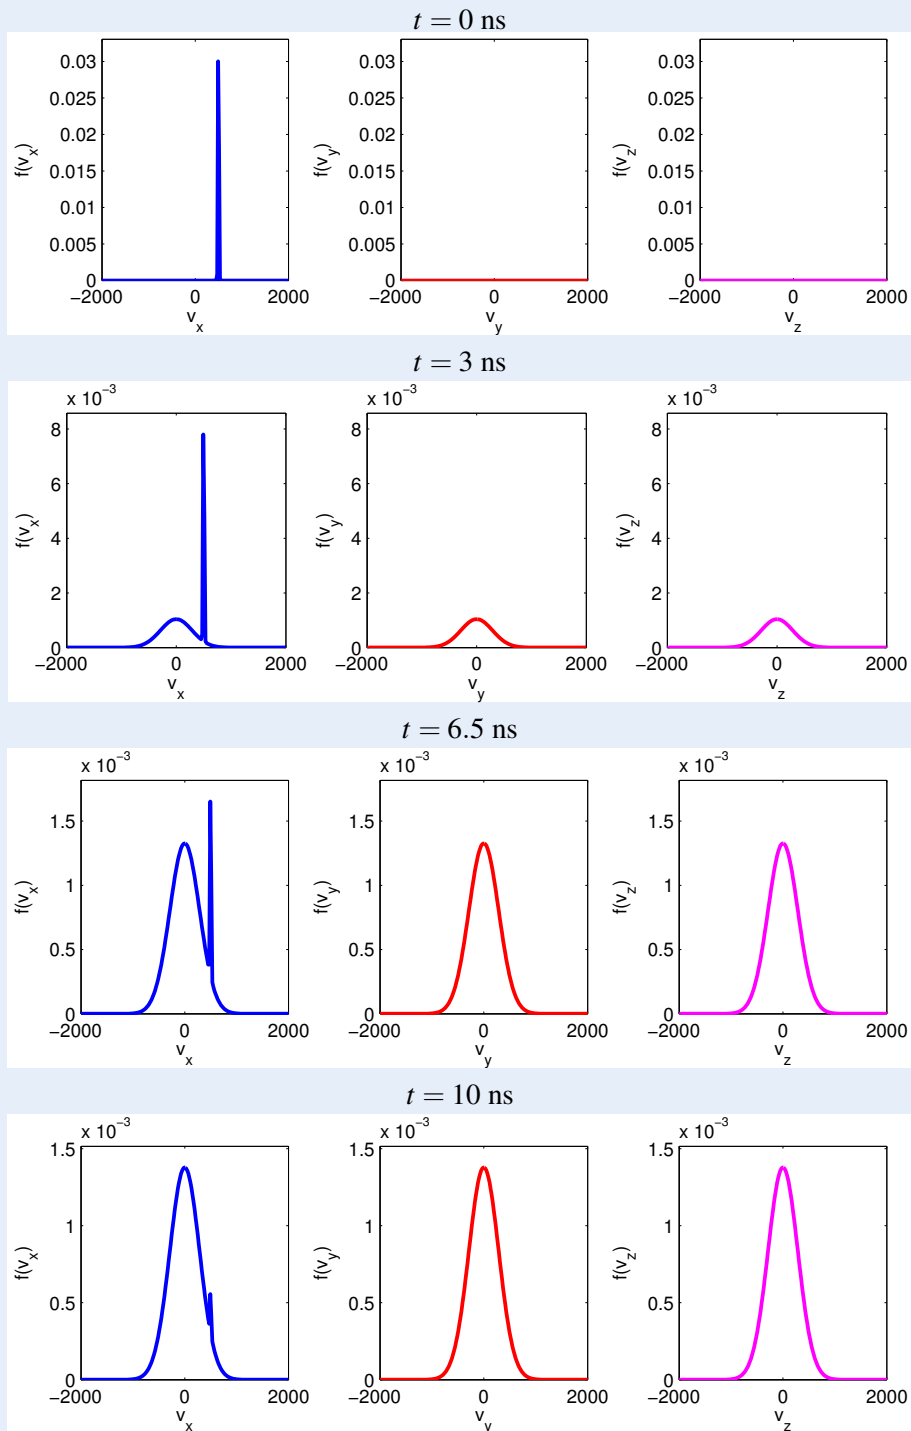 t = 0 ns
0.03 0.03 0.03
0.025 0.025 0.025
0.02 0.02 0.02
0.015 0.015 0.015
0.01 0.01 0.01
0.005 0.005 0.005
0 0 0
f(v_x) f(v_y) f(v_z)
−2000 0 2000 −2000 0 2000 −2000 0 2000
v_x v_y v_z
t = 3 ns
x 10^−3 x 10^−3 x 10^−3
8 8 8
6 6 6
4 4 4
2 2 2
0 0 0
f(v_x) f(v_y) f(v_z)
−2000 0 2000 −2000 0 2000 −2000 0 2000
v_x v_y v_z
t = 6.5 ns
x 10^−3 x 10^−3 x 10^−3
1.5 1.5 1.5
1 1 1
0.5 0.5 0.5
0 0 0
f(v_x) f(v_y) f(v_z)
−2000 0 2000 −2000 0 2000 −2000 0 2000
v_x v_y v_z
t = 10 ns
x 10^−3 x 10^−3 x 10^−3
1.5 1.5 1.5
1 1 1
0.5 0.5 0.5
0 0 0
f(v_x) f(v_y) f(v_z)
−2000 0 2000 −2000 0 2000 −2000 0 2000
v_x v_y v_z